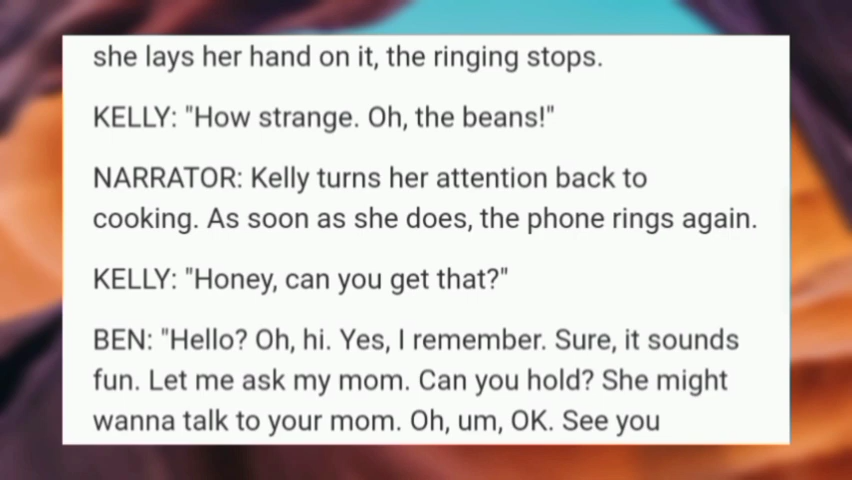 she lays her hand on it, the ringing stops.
KELLY: "How strange. Oh, the beans!"
NARRATOR: Kelly turns her attention back to
cooking. As soon as she does, the phone rings again.
KELLY: "Honey, can you get that?"
BEN: "Hello? Oh, hi. Yes, I remember. Sure, it sounds
fun. Let me ask my mom. Can you hold? She might
wanna talk to your mom. Oh, um, OK. See you